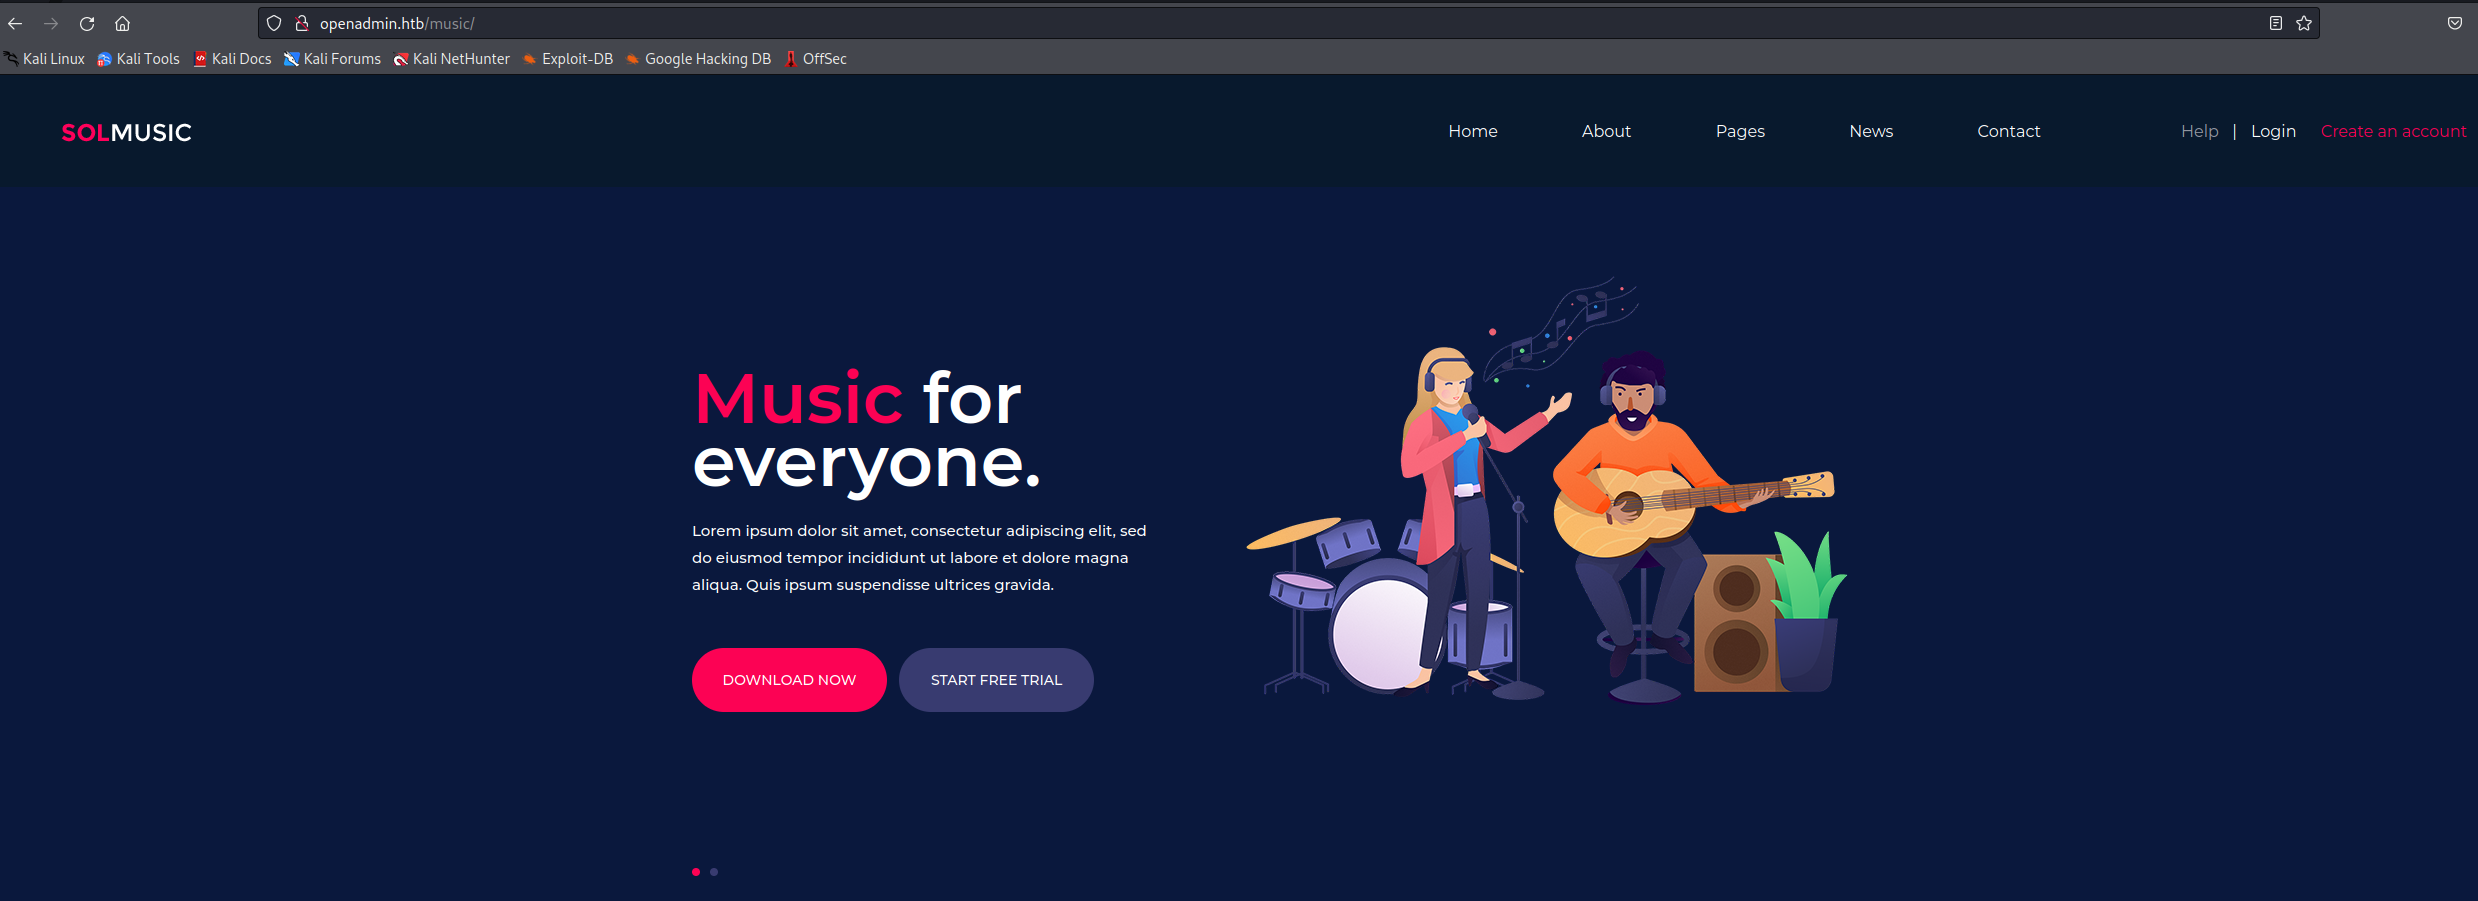 openadmin.htb/music/
Kali Linux Kali Tools Kali Docs Kali Forums Kali NetHunter Exploit-DB Google Hacking DB OffSec
SOLMUSIC Home About Pages News Contact Help | Login Create an account
Music for
everyone.
Lorem ipsum dolor sit amet, consectetur adipiscing elit, sed
do eiusmod tempor incididunt ut labore et dolore magna
aliqua. Quis ipsum suspendisse ultrices gravida.
DOWNLOAD NOW START FREE TRIAL